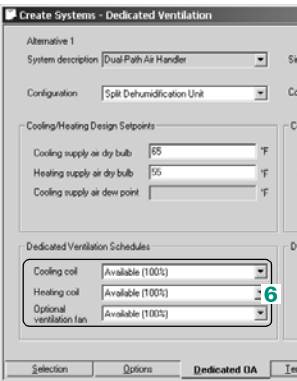 Create Systems - Dedicated Ventilation
Alternative 1
System description Dual-Path Air Handler
Configuration Split Dehumidification Unit
Cooling/Heating Design Setpoints
Cooling supply air dry bulb 65 °F
Heating supply air dry bulb 55 °F
Cooling supply air dew point °F
Dedicated Ventilation Schedules
Cooling coil Available (100%)
Heating coil Available (100%)
6
Optional
ventilation fan Available (100%)
Selection Options Dedicated OA